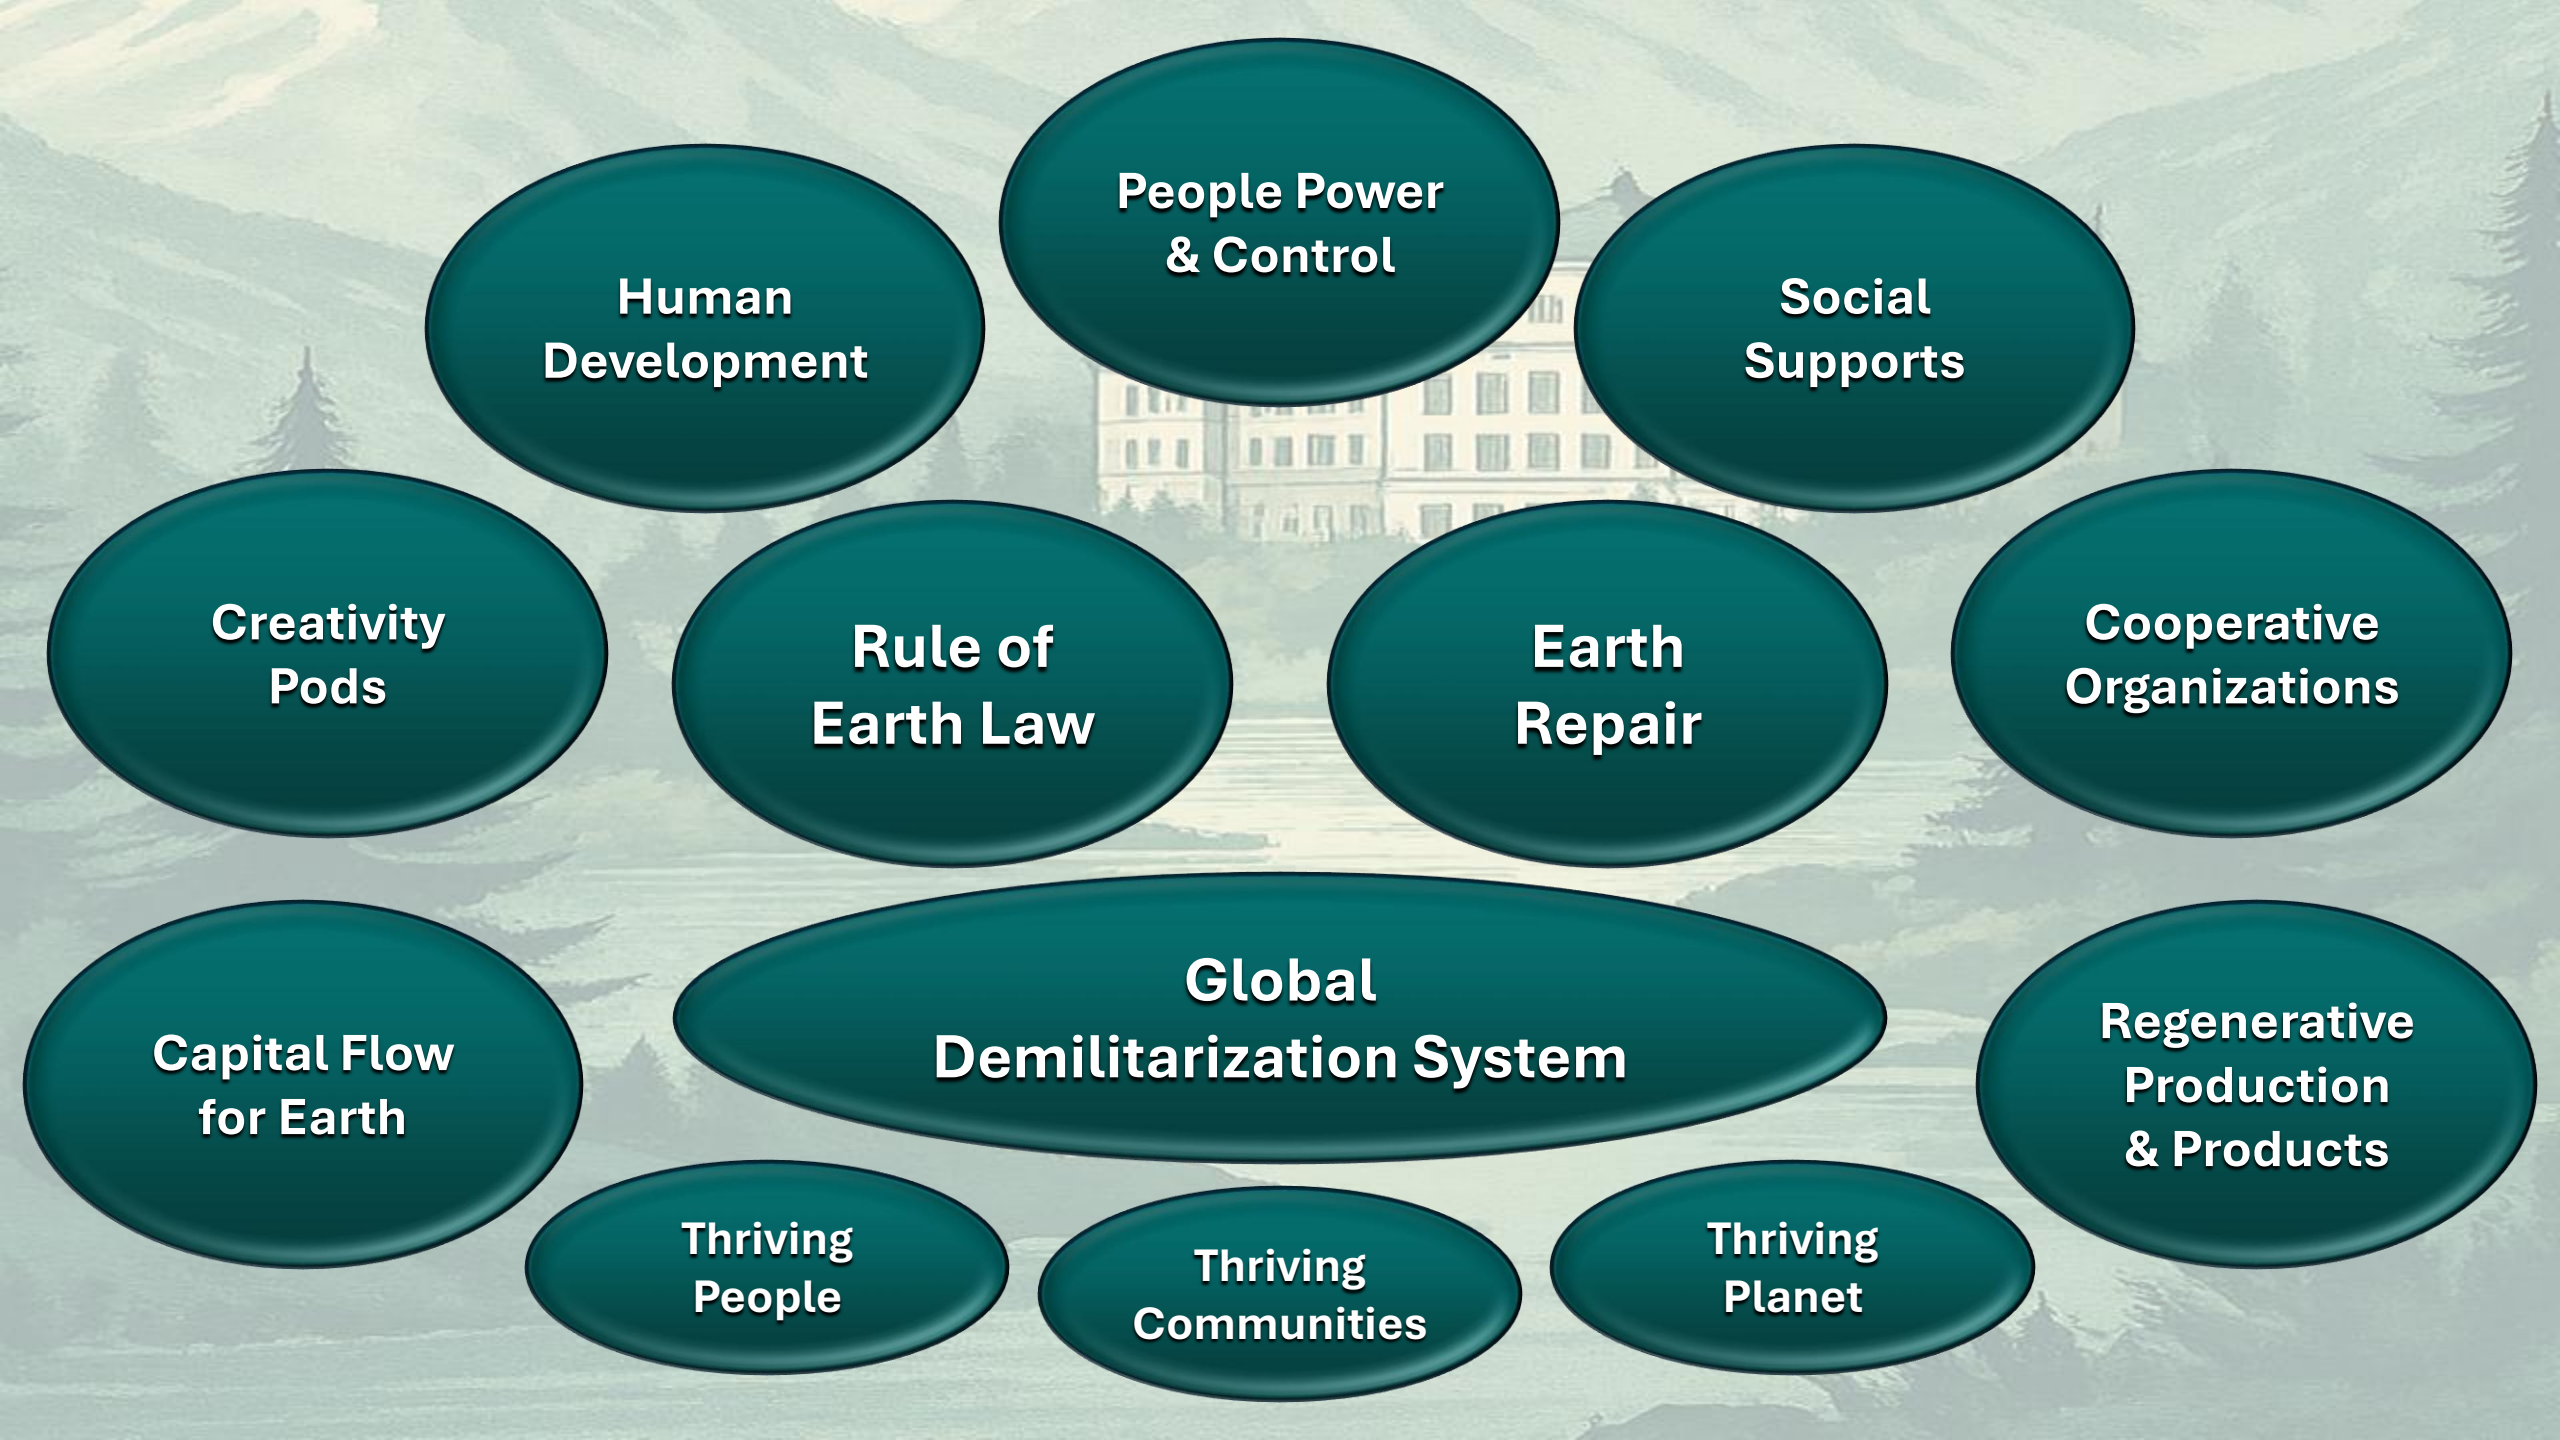 People Power
& Control
Human
Development
Social
Supports
Creativity
Pods
Rule of
Earth Law
Earth
Repair
Cooperative
Organizations
Capital Flow
for Earth
Global
Demilitarization System
Regenerative
Production
& Products
Thriving
People
Thriving
Communities
Thriving
Planet